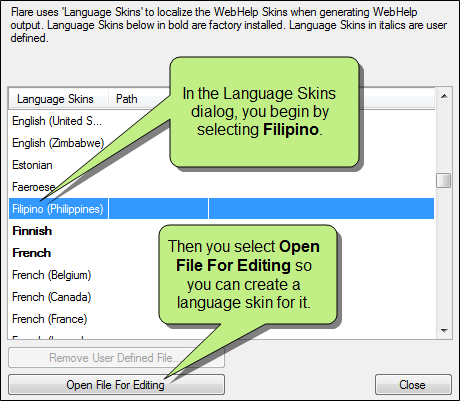 Flare uses 'Language Skins' to localize the WebHelp Skins when generating WebHelp
output. Language Skins below in bold are factory installed. Language Skins in italics are user
defined.
Language Skins Path
English (United S...
English (Zimbabwe)
Estonian
Faeroese
Filipino (Philippines)
Finnish
French
French (Belgium)
French (Canada)
French (France)
In the Language Skins
dialog, you begin by
selecting Filipino.
Then you select Open
File For Editing so
you can create a
language skin for it.
Remove User Defined File...
Open File For Editing
Close